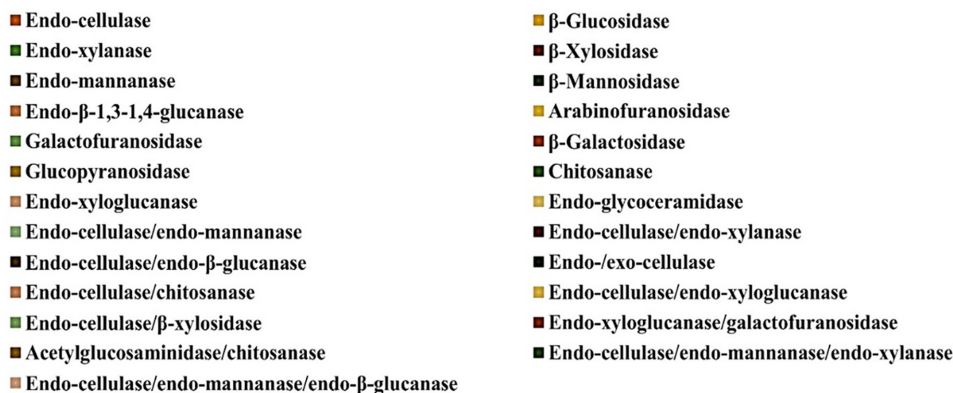 Endo-cellulase
β-Glucosidase
Endo-xylanase
β-Xylosidase
Endo-mannanase
β-Mannosidase
Endo-β-1,3-1,4-glucanase
Arabinofuranosidase
Galactofuranosidase
β-Galactosidase
Glucopyranosidase
Chitosanase
Endo-xyloglucanase
Endo-glycoceramidase
Endo-cellulase/endo-mannanase
Endo-cellulase/endo-xylanase
Endo-cellulase/endo-β-glucanase
Endo-/exo-cellulase
Endo-cellulase/chitosanase
Endo-cellulase/endo-xyloglucanase
Endo-cellulase/β-xylosidase
Endo-xyloglucanase/galactofuranosidase
Acetylglucosaminidase/chitosanase
Endo-cellulase/endo-mannanase/endo-xylanase
Endo-cellulase/endo-mannanase/endo-β-glucanase